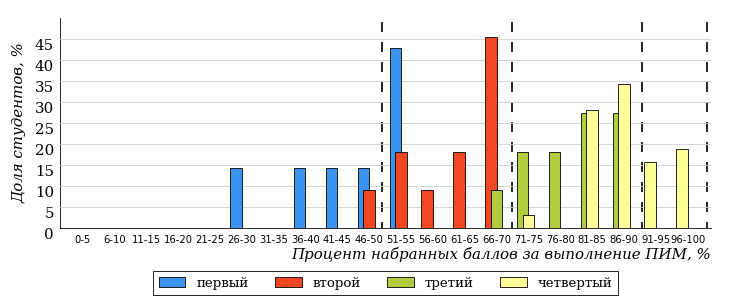 Доля студентов, %
45
40
35
30
25
20
15
10
5
0
0-5 6-10 11-15 16-20 21-25 26-30 31-35 36-40 41-45 46-50 51-55 56-60 61-65 66-70 71-75 76-80 81-85 86-90 91-95 96-100
Процент набранных баллов за выполнение ПИМ, %
первый второй третий четвертый